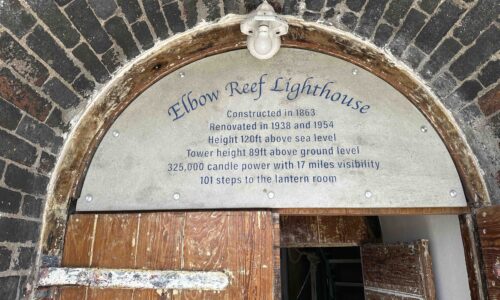 Elbow Reef Lighthouse
Constructed in 1863
Renovated in 1938 and 1954
Height 120ft above sea level
Tower height 89ft above ground level
325,000 candle power with 17 miles visibility
101 steps to the lantern room